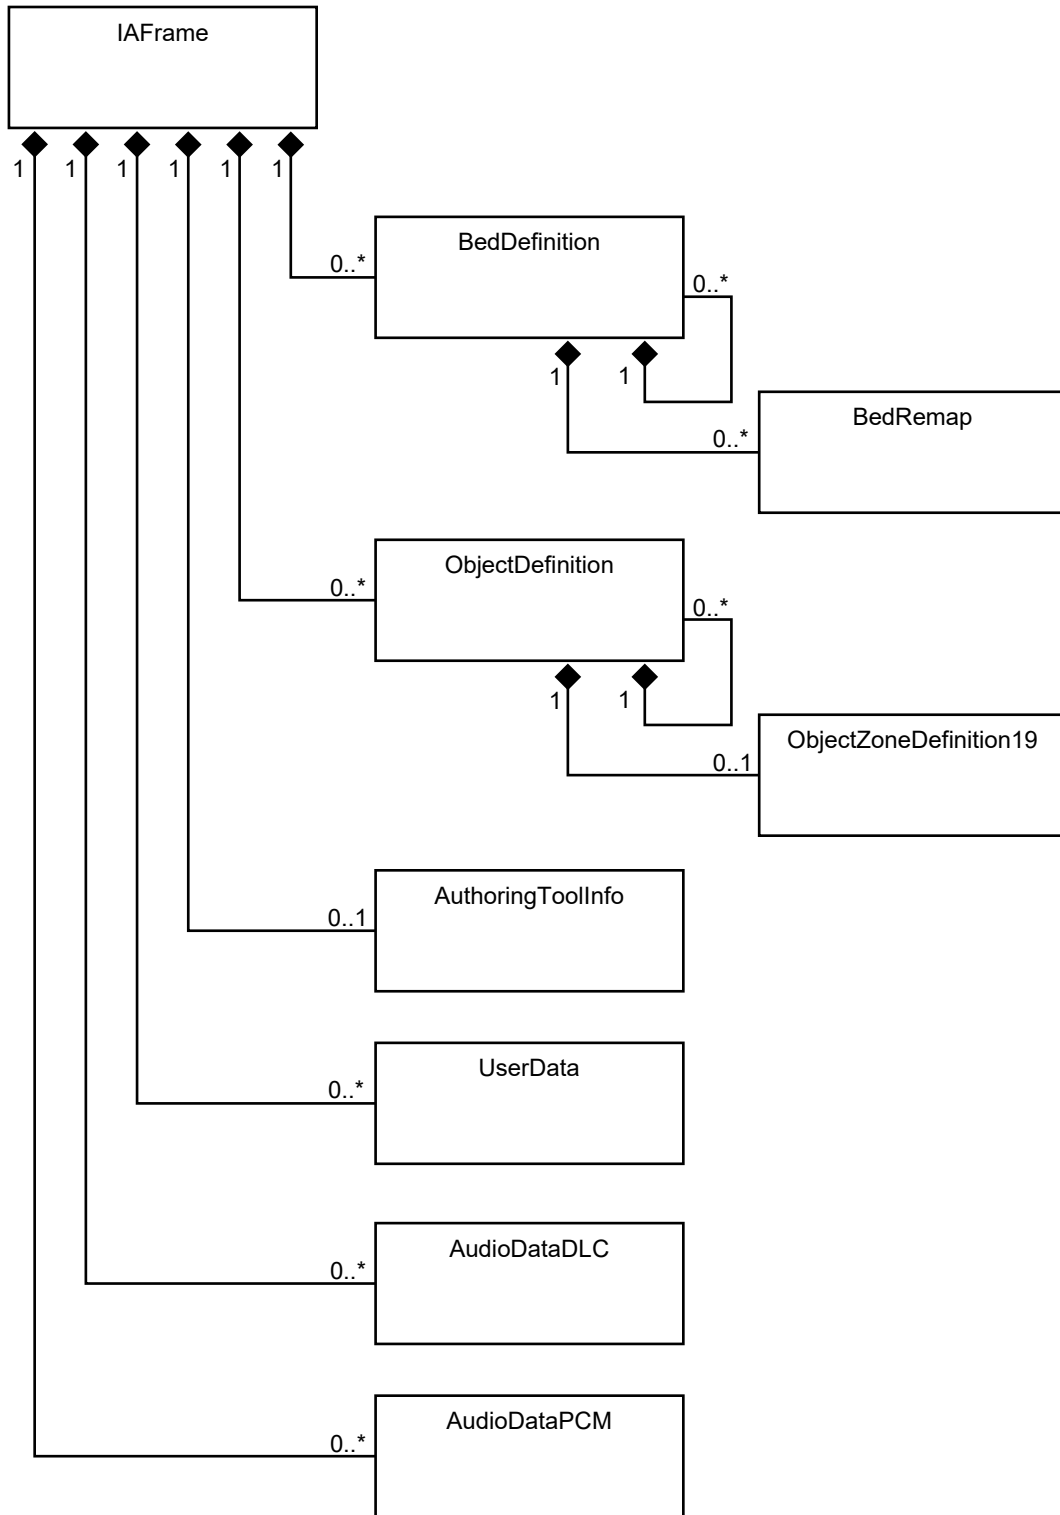 IAFrame
1 1 1 1 1 1
BedDefinition
0..*
0..*
1 1
BedRemap
0..*
ObjectDefinition
0..*
0..*
1 1
ObjectZoneDefinition19
0..1
AuthoringToolInfo
0..1
UserData
0..*
AudioDataDLC
0..*
AudioDataPCM
0..*